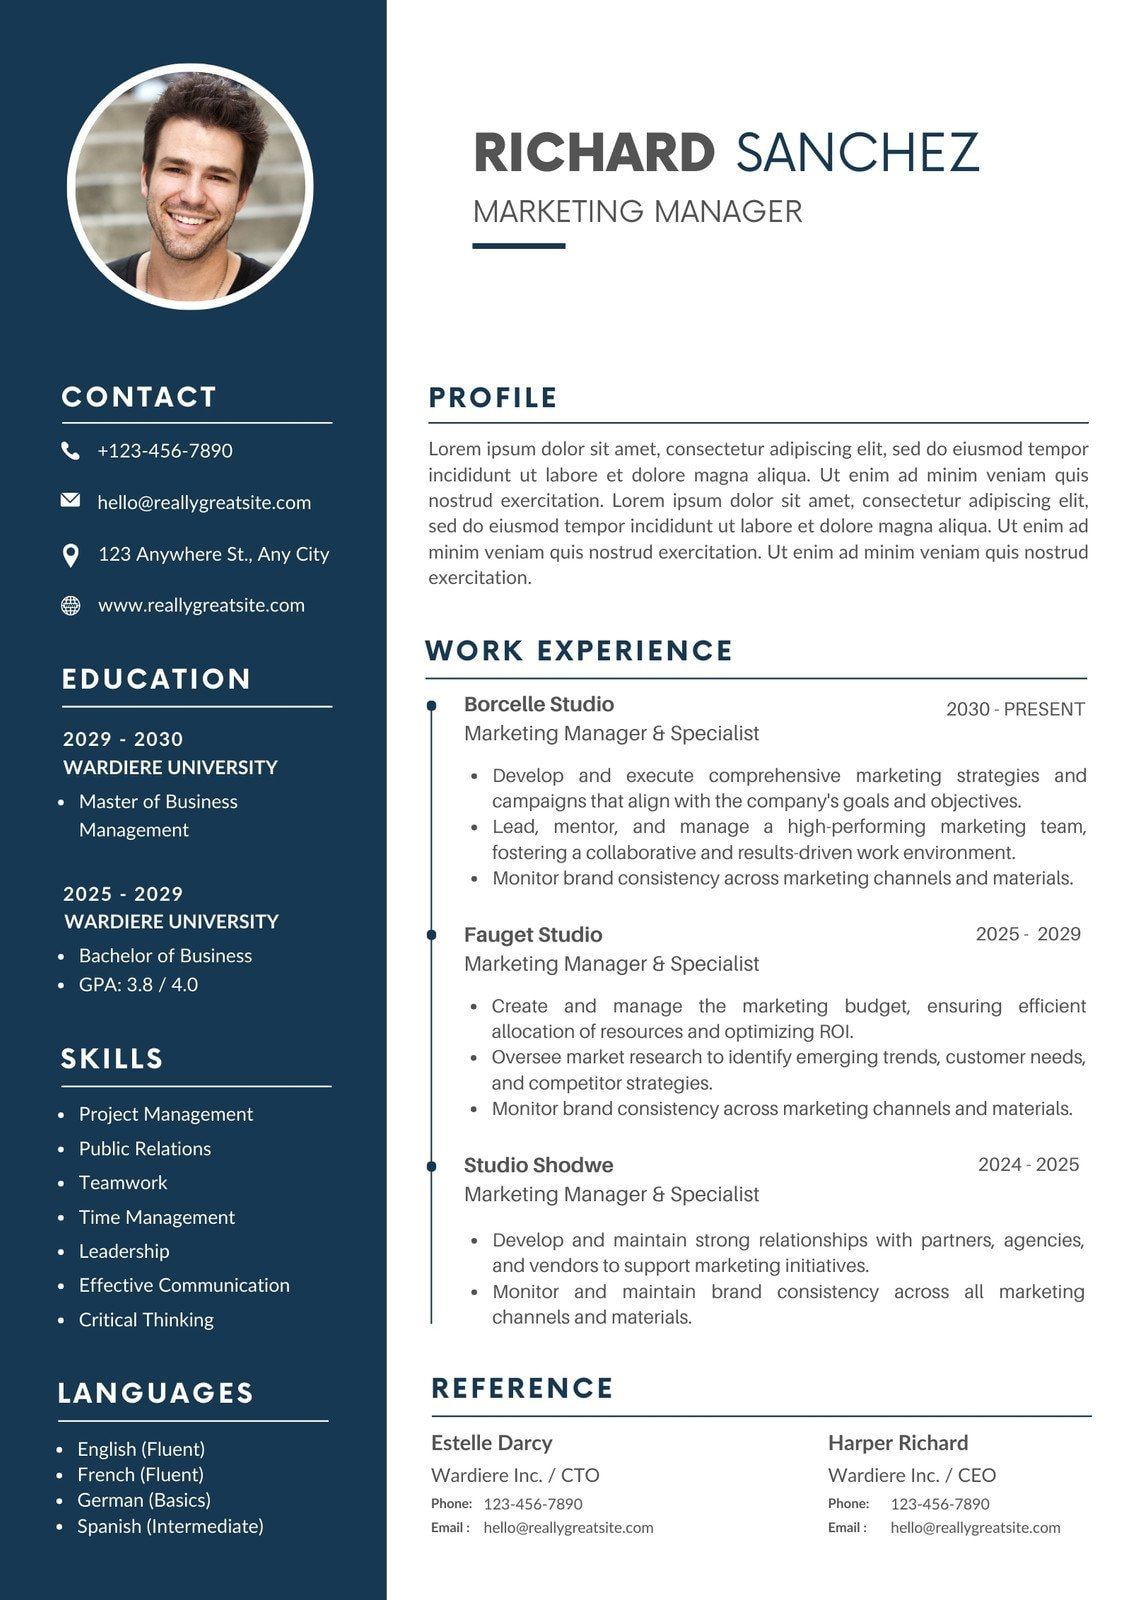 RICHARD SANCHEZ
MARKETING MANAGER
CONTACT
+123-456-7890
hello@reallygreatsite.com
123 Anywhere St., Any City
www.reallygreatsite.com
EDUCATION
2029 - 2030
WARDIERE UNIVERSITY
• Master of Business
Management
2025 - 2029
WARDIERE UNIVERSITY
• Bachelor of Business
• GPA: 3.8 / 4.0
SKILLS
• Project Management
• Public Relations
• Teamwork
• Time Management
• Leadership
• Effective Communication
• Critical Thinking
LANGUAGES
• English (Fluent)
• French (Fluent)
• German (Basics)
• Spanish (Intermediate)
PROFILE
Lorem ipsum dolor sit amet, consectetur adipiscing elit, sed do eiusmod tempor
incididunt ut labore et dolore magna aliqua. Ut enim ad minim veniam quis
nostrud exercitation. Lorem ipsum dolor sit amet, consectetur adipiscing elit,
sed do eiusmod tempor incididunt ut labore et dolore magna aliqua. Ut enim ad
minim veniam quis nostrud exercitation. Ut enim ad minim veniam quis nostrud
exercitation.
WORK EXPERIENCE
Borcelle Studio 2030 - PRESENT
Marketing Manager & Specialist
• Develop and execute comprehensive marketing strategies and
campaigns that align with the company's goals and objectives.
• Lead, mentor, and manage a high-performing marketing team,
fostering a collaborative and results-driven work environment.
• Monitor brand consistency across marketing channels and materials.
Fauget Studio 2025 - 2029
Marketing Manager & Specialist
• Create and manage the marketing budget, ensuring efficient
allocation of resources and optimizing ROI.
• Oversee market research to identify emerging trends, customer needs,
and competitor strategies.
• Monitor brand consistency across marketing channels and materials.
Studio Shodwe 2024 - 2025
Marketing Manager & Specialist
• Develop and maintain strong relationships with partners, agencies,
and vendors to support marketing initiatives.
• Monitor and maintain brand consistency across all marketing
channels and materials.
REFERENCE
Estelle Darcy
Wardiere Inc. / CTO
Phone: 123-456-7890
Email : hello@reallygreatsite.com
Harper Richard
Wardiere Inc. / CEO
Phone: 123-456-7890
Email : hello@reallygreatsite.com